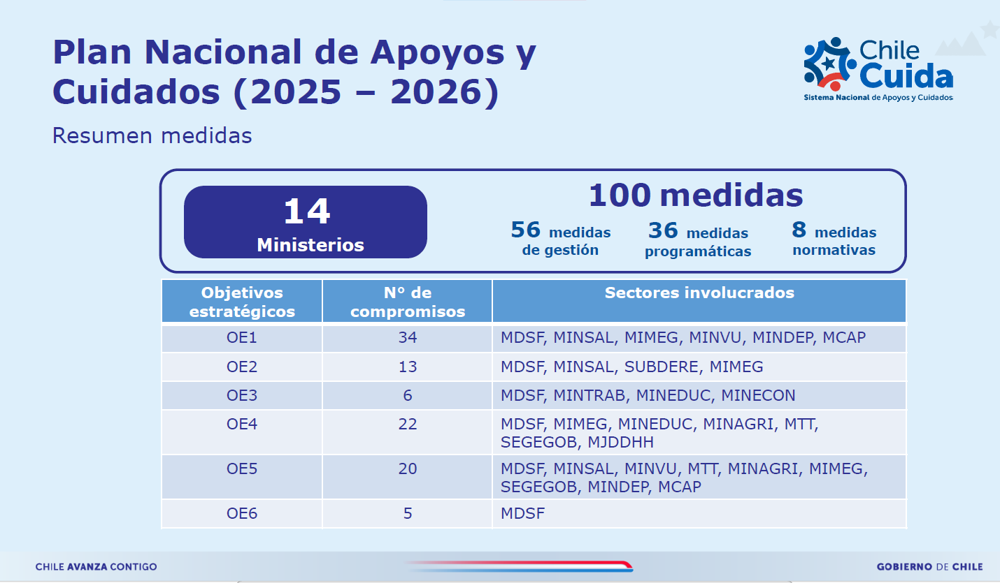 Plan Nacional de Apoyos y
Cuidados (2025 – 2026)
Resumen medidas
Chile
Cuida
Sistema Nacional de Apoyos y Cuidados
14
Ministerios
100 medidas
56 medidas
de gestión
36 medidas
programáticas
8 medidas
normativas
Objetivos
estratégicos
N° de
compromisos
Sectores involucrados
OE1 34 MDSF, MINSAL, MIMEG, MINVU, MINDEP, MCAP
OE2 13 MDSF, MINSAL, SUBDERE, MIMEG
OE3 6 MDSF, MINTRAB, MINEDUC, MINECON
OE4 22 MDSF, MIMEG, MINEDUC, MINAGRI, MTT,
SEGEGOB, MJDDHH
OE5 20 MDSF, MINSAL, MINVU, MTT, MINAGRI, MIMEG,
SEGEGOB, MINDEP, MCAP
OE6 5 MDSF
CHILE AVANZA CONTIGO
GOBIERNO DE CHILE